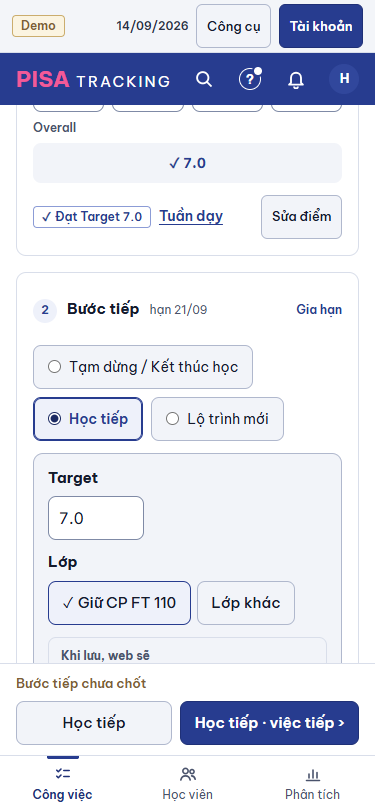 Demo
14/09/2026
Công cụ
Tài khoản
PISA TRACKING
?
H
Overall
✓ 7.0
✓ Đạt Target 7.0
Tuần dạy
Sửa điểm
2
Bước tiếp
hạn 21/09
Gia hạn
Tạm dừng / Kết thúc học
Học tiếp
Lộ trình mới
Target
7.0
Lớp
✓ Giữ CP FT 110
Lớp khác
Khi lưu, web sẽ
Bước tiếp chưa chốt
Học tiếp
Học tiếp · việc tiếp ›
Công việc
Học viên
Phân tích